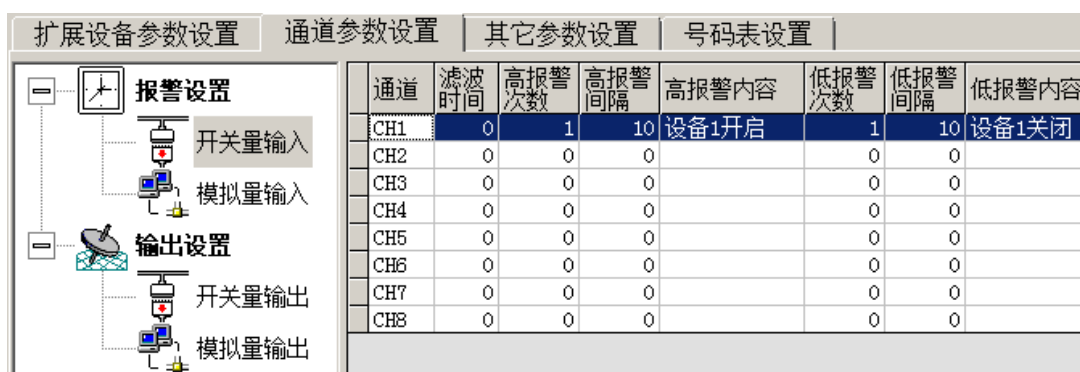 扩展设备参数设置 通道参数设置 其它参数设置 号码表设置
报警设置
开关量输入
模拟量输入
输出设置
开关量输出
模拟量输出
通道 滤波时间 高报警次数 高报警间隔 高报警内容 低报警次数 低报警间隔 低报警内容
CH1 0 1 10 设备1开启 1 10 设备1关闭
CH2 0 0 0 0 0
CH3 0 0 0 0 0
CH4 0 0 0 0 0
CH5 0 0 0 0 0
CH6 0 0 0 0 0
CH7 0 0 0 0 0
CH8 0 0 0 0 0